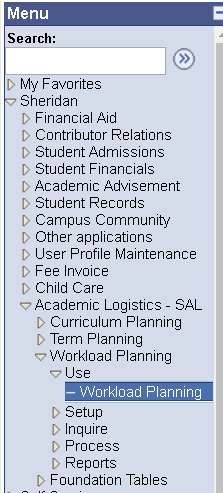 Menu
Search:
My Favorites
Sheridan
Financial Aid
Contributor Relations
Student Admissions
Student Financials
Academic Advisement
Student Records
Campus Community
Other applications
User Profile Maintenance
Fee Invoice
Child Care
Academic Logistics - SAL
Curriculum Planning
Term Planning
Workload Planning
Use
– Workload Planning
Setup
Inquire
Process
Reports
Foundation Tables